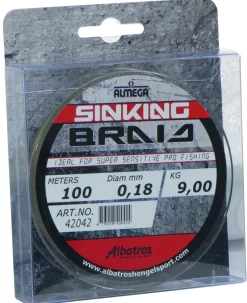 ALMEGA
SINKING
BRAID
IDEAL FOR SUPER SENSITIVE PRO FISHING
METERS Diam mm KG
100 0,18 9,00
ART.NO.
42042
Albatros
www.albatroshengelsport.com